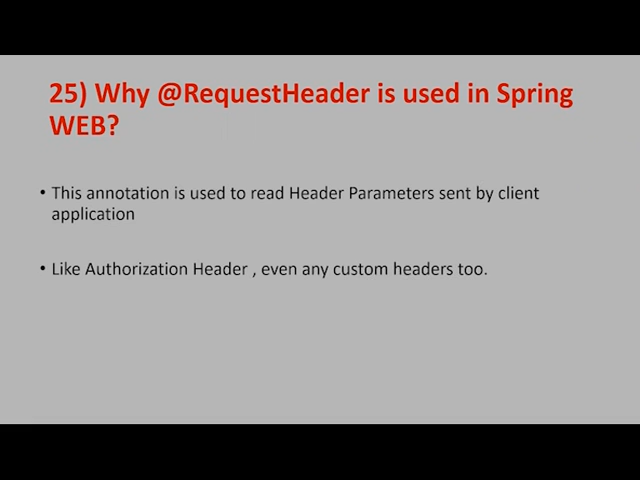 25) Why @RequestHeader is used in Spring
WEB?
• This annotation is used to read Header Parameters sent by client
application
• Like Authorization Header , even any custom headers too.